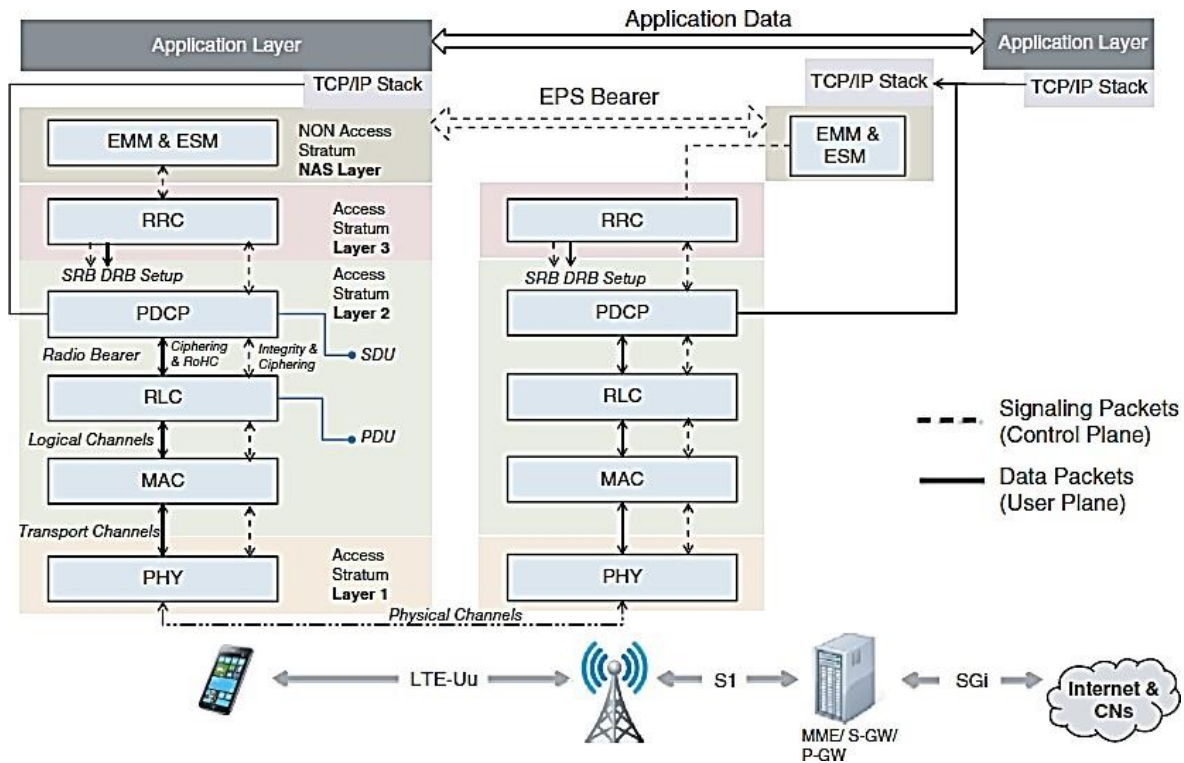 Application Data
Application Layer
Application Layer
TCP/IP Stack
TCP/IP Stack
TCP/IP Stack
EPS Bearer
EMM & ESM
NON Access
Stratum
NAS Layer
EMM &
ESM
RRC
Access
Stratum
Layer 3
RRC
SRB DRB Setup
SRB DRB Setup
Access
Stratum
Layer 2
PDCP
PDCP
Radio Bearer
Ciphering
& RoHC
Integrity &
Ciphering
SDU
RLC
RLC
Logical Channels
PDU
MAC
MAC
Transport Channels
PHY
Access
Stratum
Layer 1
PHY
Physical Channels
Signaling Packets
(Control Plane)
Data Packets
(User Plane)
LTE-Uu
S1
SGi
Internet &
CNs
MME/ S-GW/
P-GW